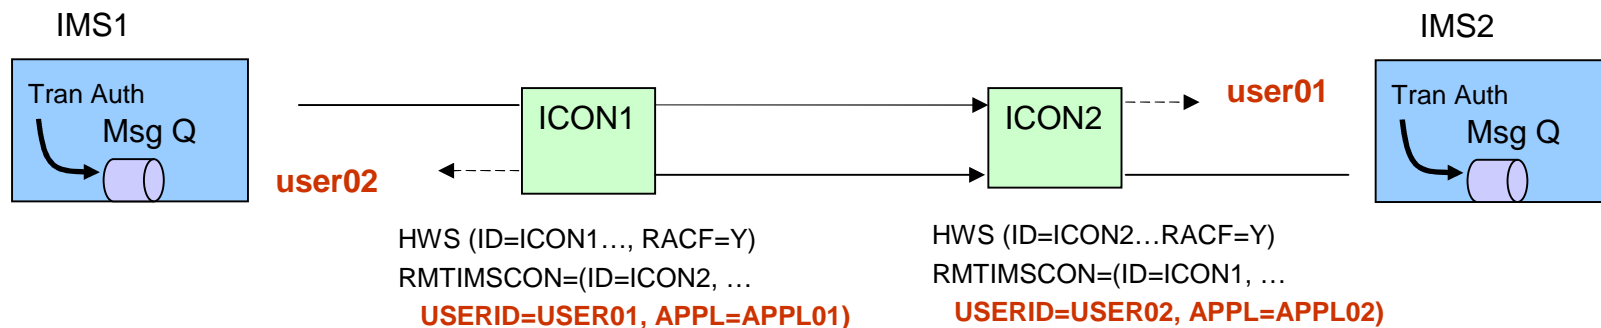 IMS1
IMS2
Tran Auth
Msg Q
user02
ICON1
ICON2
user01
Tran Auth
Msg Q
HWS (ID=ICON1…, RACF=Y)
RMTIMSCON=(ID=ICON2, …
USERID=USER01, APPL=APPL01)
HWS (ID=ICON2…RACF=Y)
RMTIMSCON=(ID=ICON1, …
USERID=USER02, APPL=APPL02)